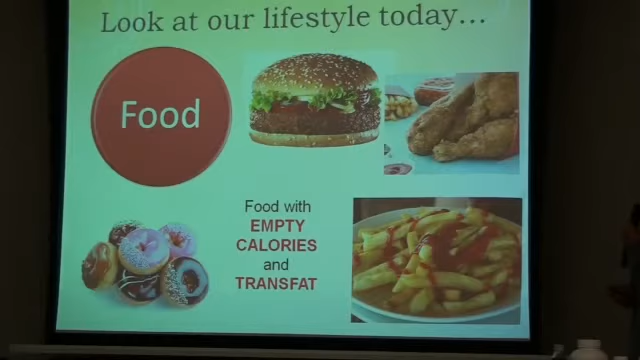 Look at our lifestyle today...
Food
Food with
EMPTY
CALORIES
and
TRANSFAT